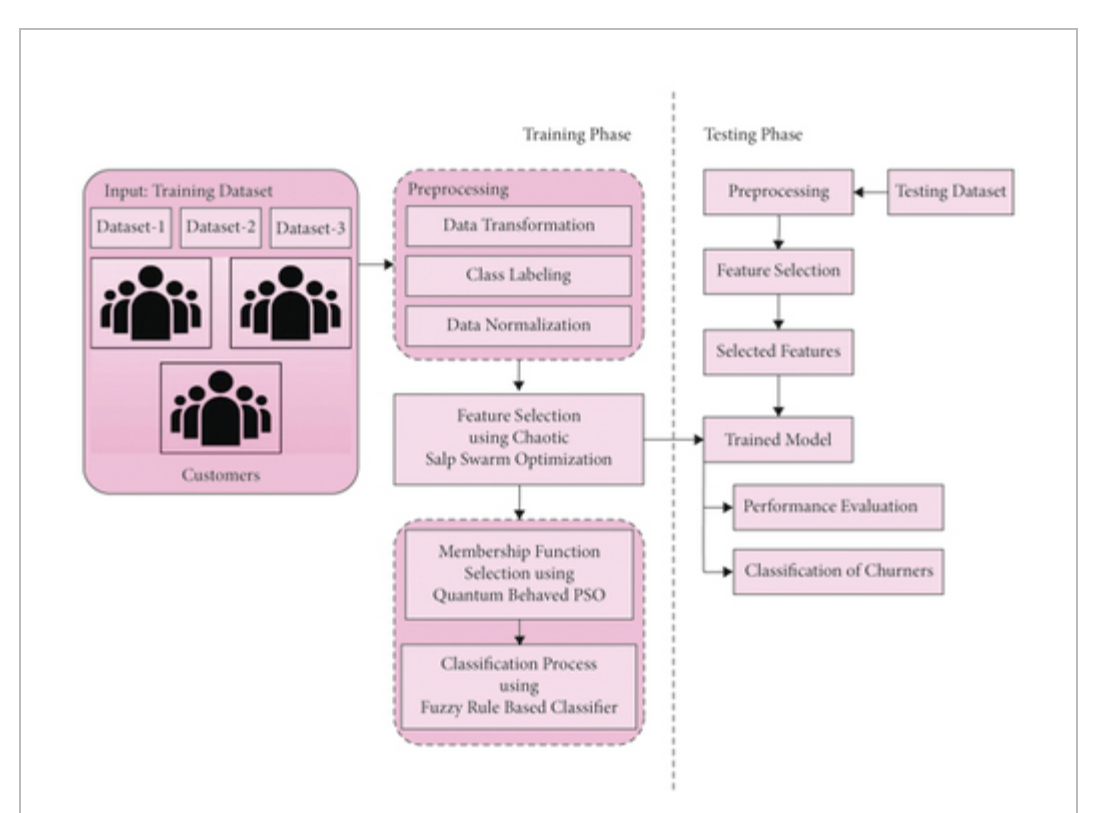 Training Phase
Testing Phase
Input: Training Dataset
Dataset-1
Dataset-2
Dataset-3
Customers
Preprocessing
Data Transformation
Class Labeling
Data Normalization
Feature Selection
using Chaotic
Salp Swarm Optimization
Membership Function
Selection using
Quantum Behaved PSO
Classification Process
using
Fuzzy Rule Based Classifier
Preprocessing
Testing Dataset
Feature Selection
Selected Features
Trained Model
Performance Evaluation
Classification of Churners